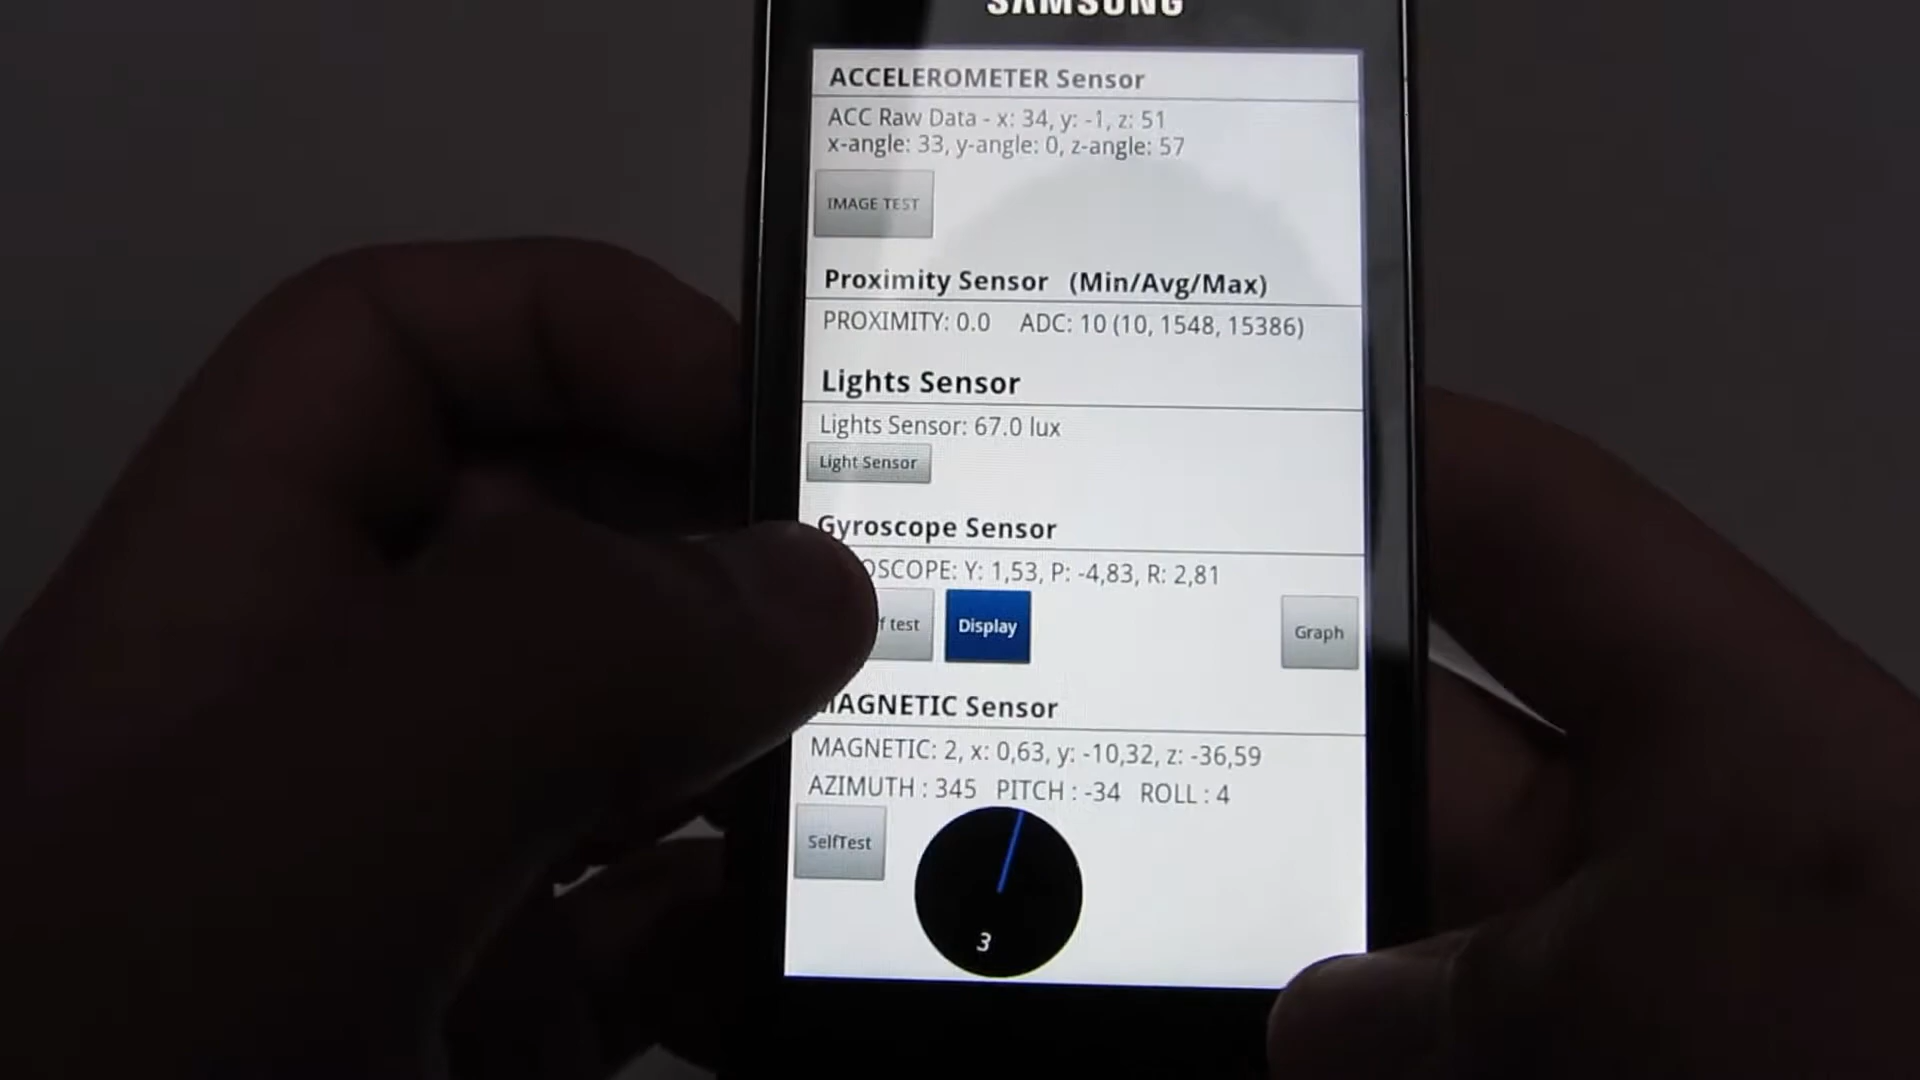 SAMSUNG
ACCELEROMETER Sensor
ACC Raw Data - x: 34, y: -1, z: 51
x-angle: 33, y-angle: 0, z-angle: 57
IMAGE TEST
Proximity Sensor (Min/Avg/Max)
PROXIMITY: 0.0 ADC: 10 (10, 1548, 15386)
Lights Sensor
Lights Sensor: 67.0 lux
Light Sensor
Gyroscope Sensor
OSCOPE: Y: 1,53, P: -4,83, R: 2,81
f test Display Graph
MAGNETIC Sensor
MAGNETIC: 2, x: 0,63, y: -10,32, z: -36,59
AZIMUTH : 345 PITCH : -34 ROLL : 4
SelfTest
3